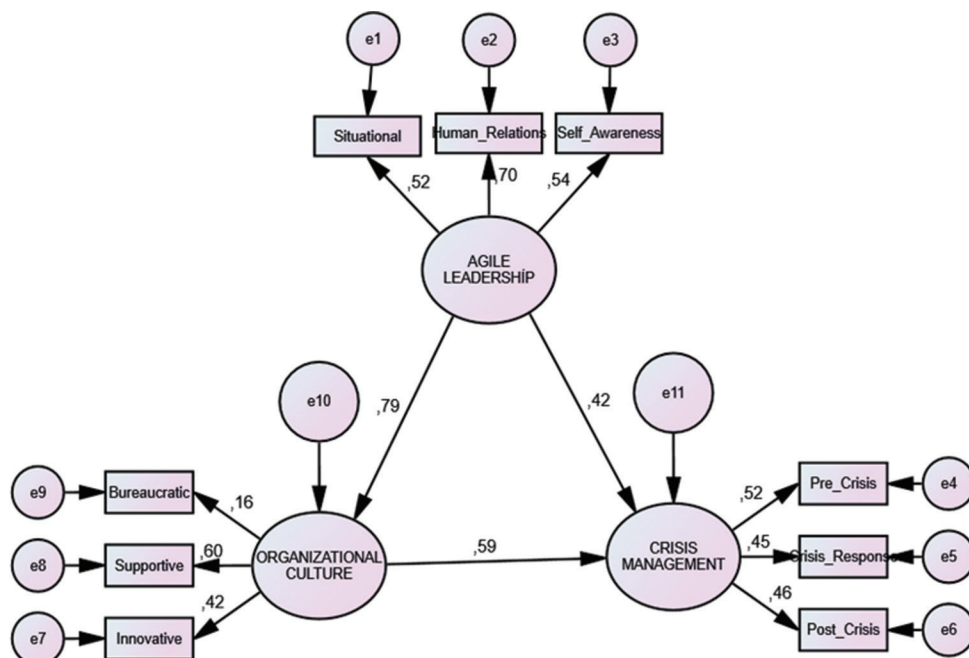 e1
e2
e3
Situational
Human_Relations
Self_Awareness
,52
,70
,54
AGILE
LEADERSHİP
e10
e11
,79
,42
e9
Bureaucratic
,16
Pre_Crisis
e4
,52
e8
Supportive
,60
ORGANIZATIONAL
CULTURE
,59
CRISIS
MANAGEMENT
,45
Crisis_Response
e5
e7
Innovative
,42
,46
Post_Crisis
e6